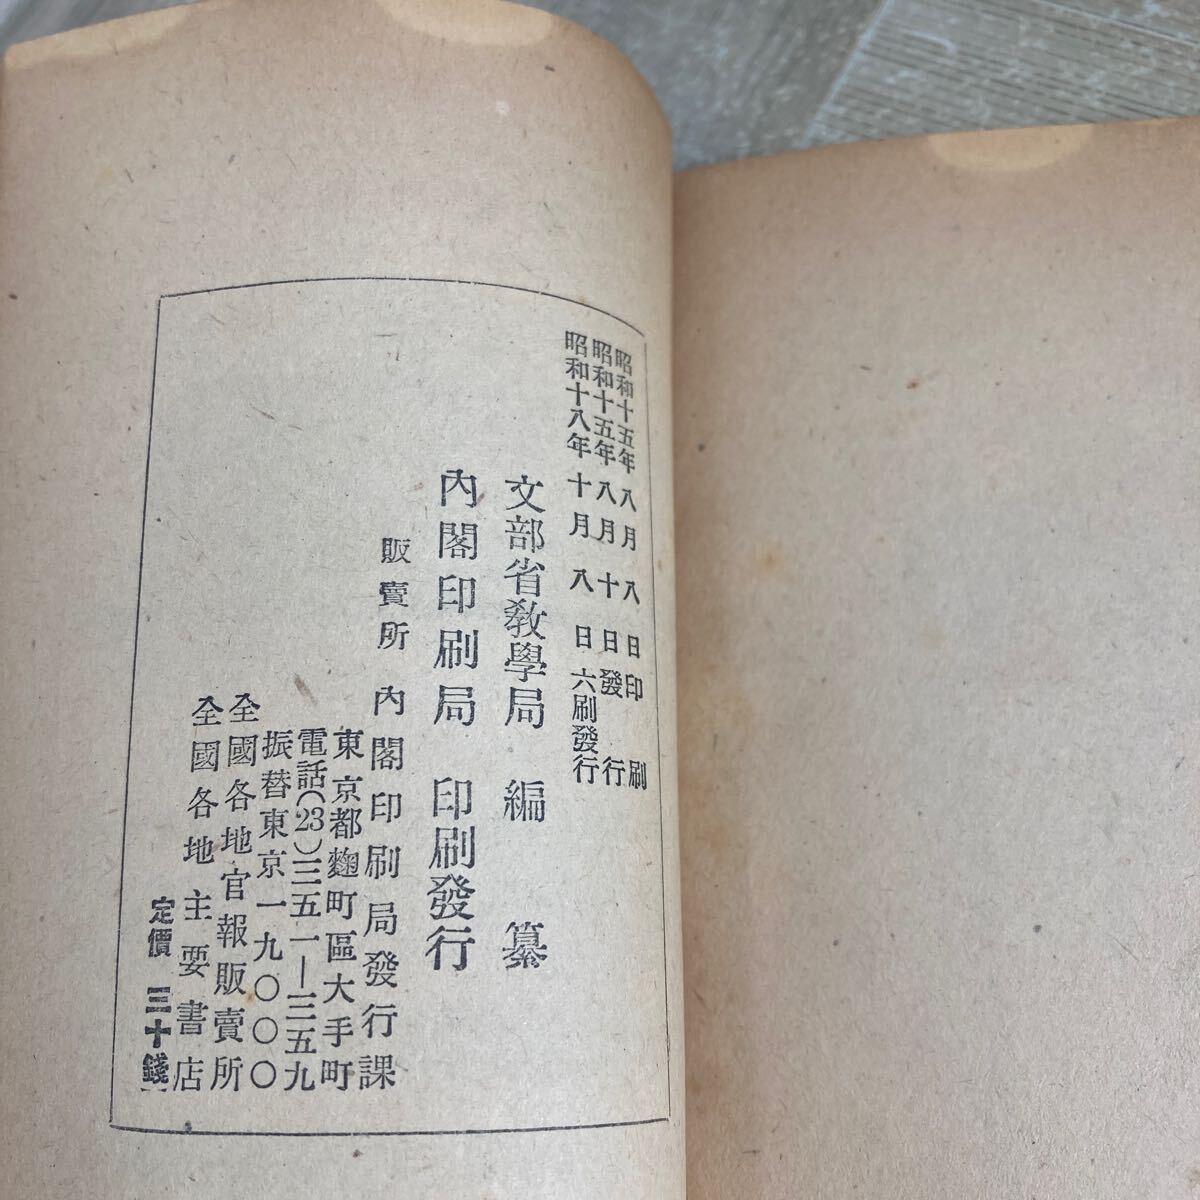 昭和十五年八月八日印刷
昭和十五年八月十日發行
昭和十八年十月八日六刷發行
文部省敎學局編纂
內閣印刷局印刷發行
販賣所 內閣印刷局發行課
東京都麴町區大手町
電話(23)三五一—三五九
振替東京一九〇〇〇
全國各地官報販賣所
全國各地主要書店
定價 三十錢